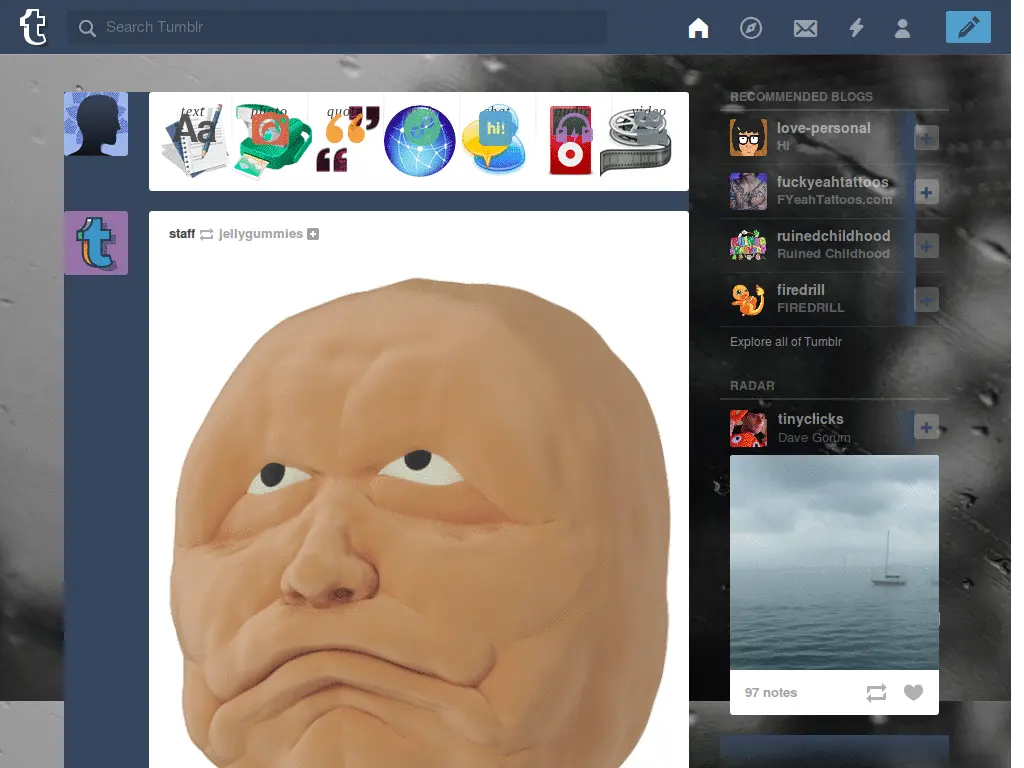 Search Tumblr
text photo quote link chat audio video
Aa
hi!
staff jellygummies
RECOMMENDED BLOGS
love-personal
Hi
fuckyeahtattoos
FYeahTattoos.com
ruinedchildhood
Ruined Childhood
firedrill
FIREDRILL
Explore all of Tumblr
RADAR
tinyclicks
Dave Gorum
97 notes